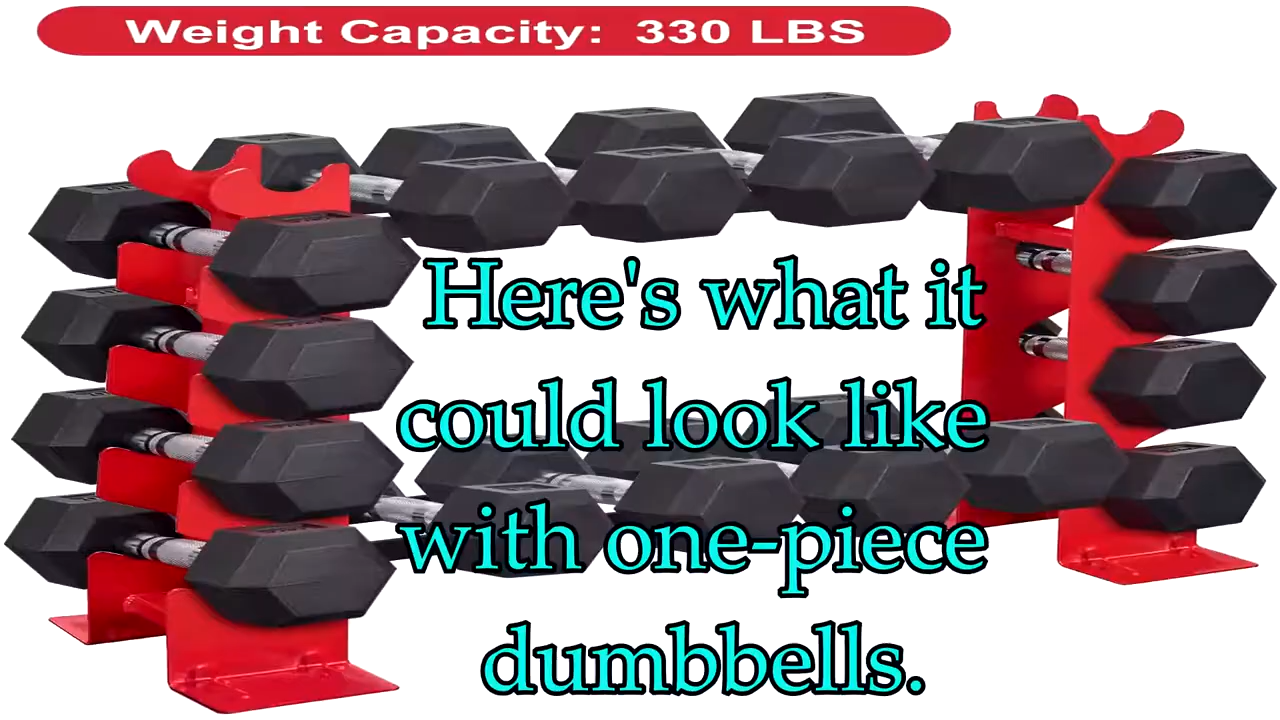 Weight Capacity: 330 LBS
Here's what it
could look like
with one-piece
dumbbells.